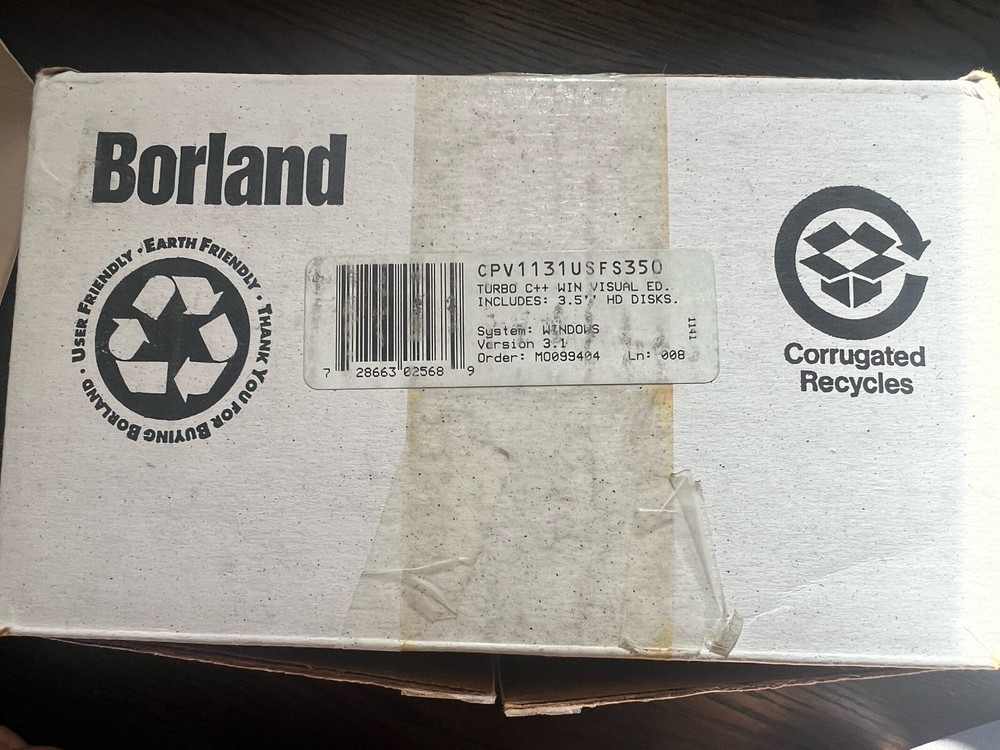 Borland
USER FRIENDLY · EARTH FRIENDLY · THANK YOU FOR BUYING BORLAND ·
CPV1131USFS350
TURBO C++ WIN VISUAL ED.
INCLUDES: 3.5'' HD DISKS.
System: WINDOWS
Version 3.1
Order: MO099404 Ln: 008
1141
7 28663 02568 9
Corrugated
Recycles